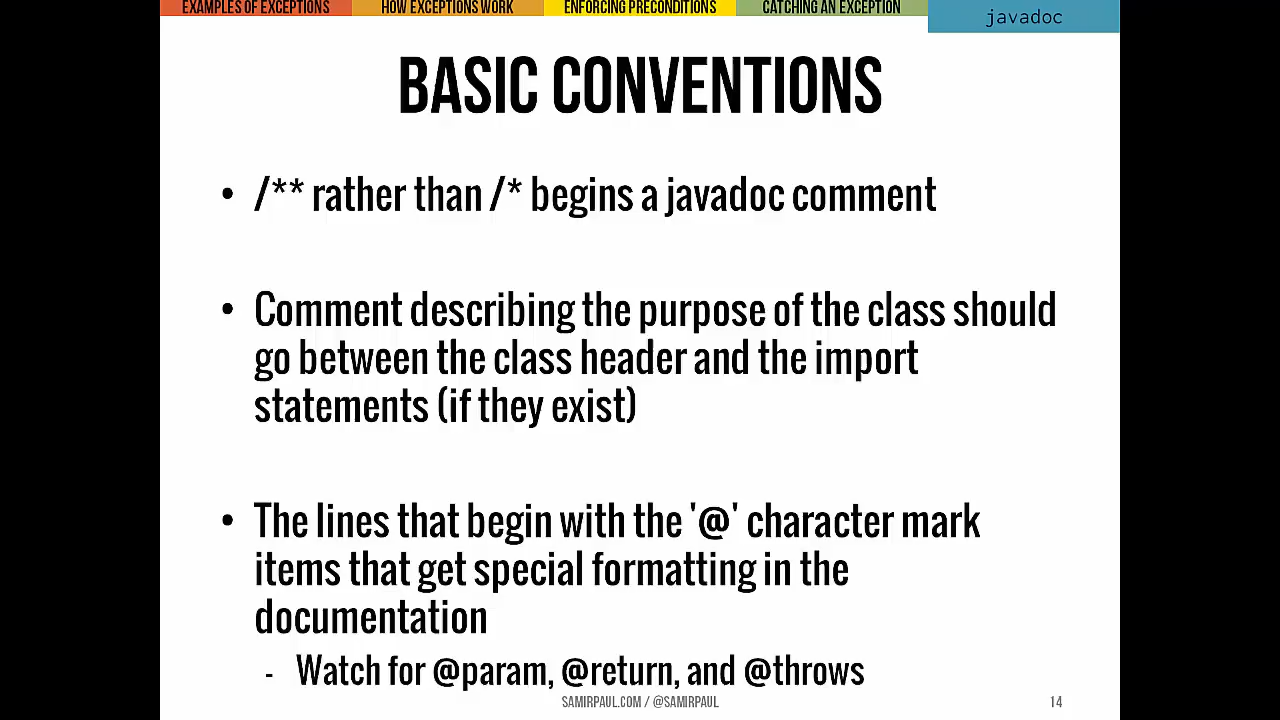 EXAMPLES OF EXCEPTIONS HOW EXCEPTIONS WORK ENFORCING PRECONDITIONS CATCHING AN EXCEPTION javadoc
BASIC CONVENTIONS
• /** rather than /* begins a javadoc comment
• Comment describing the purpose of the class should
go between the class header and the import
statements (if they exist)
• The lines that begin with the '@' character mark
items that get special formatting in the
documentation
- Watch for @param, @return, and @throws
SAMIRPAUL.COM / @SAMIRPAUL 14